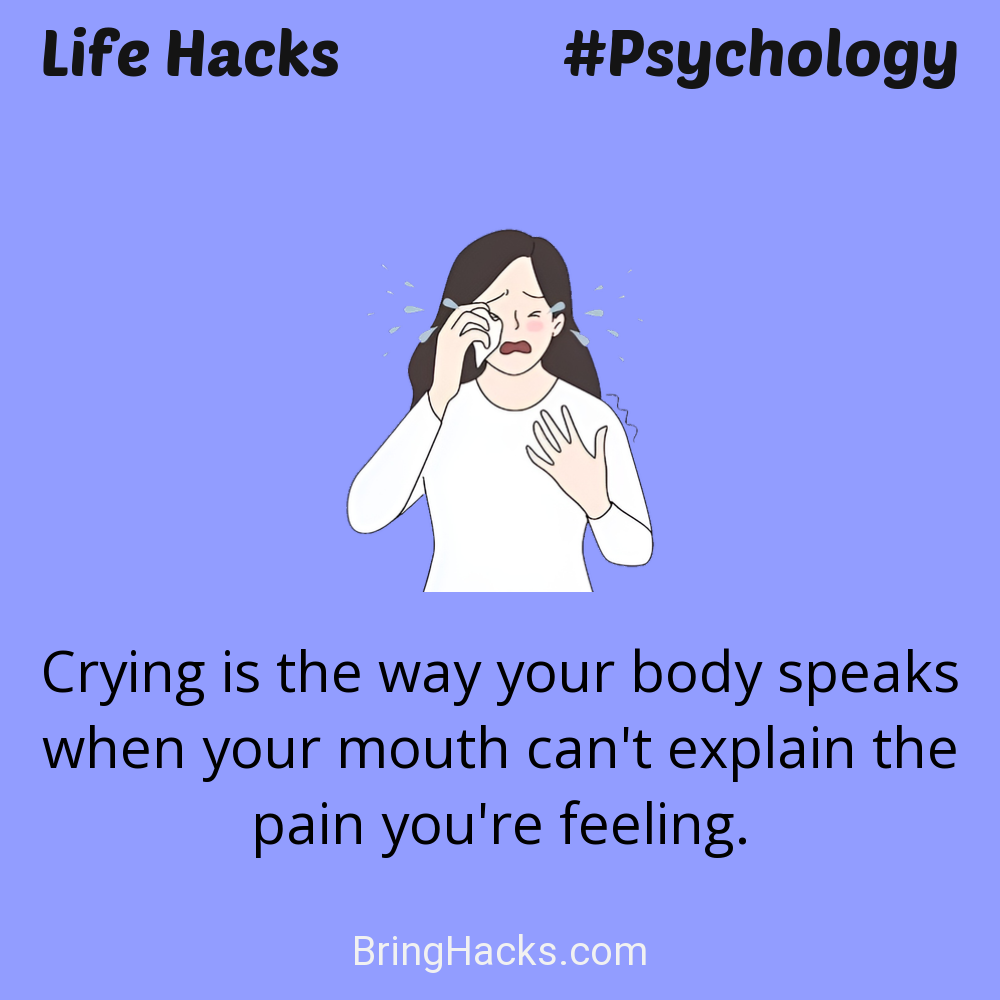 Life Hacks
#Psychology
Crying is the way your body speaks
when your mouth can't explain the
pain you're feeling.
BringHacks.com